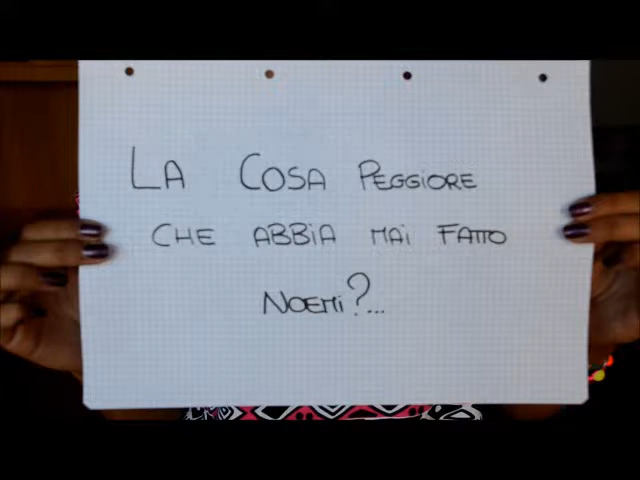 LA COSA PEGGIORE
CHE ABBIA MAI FATTO
NOEMI?...